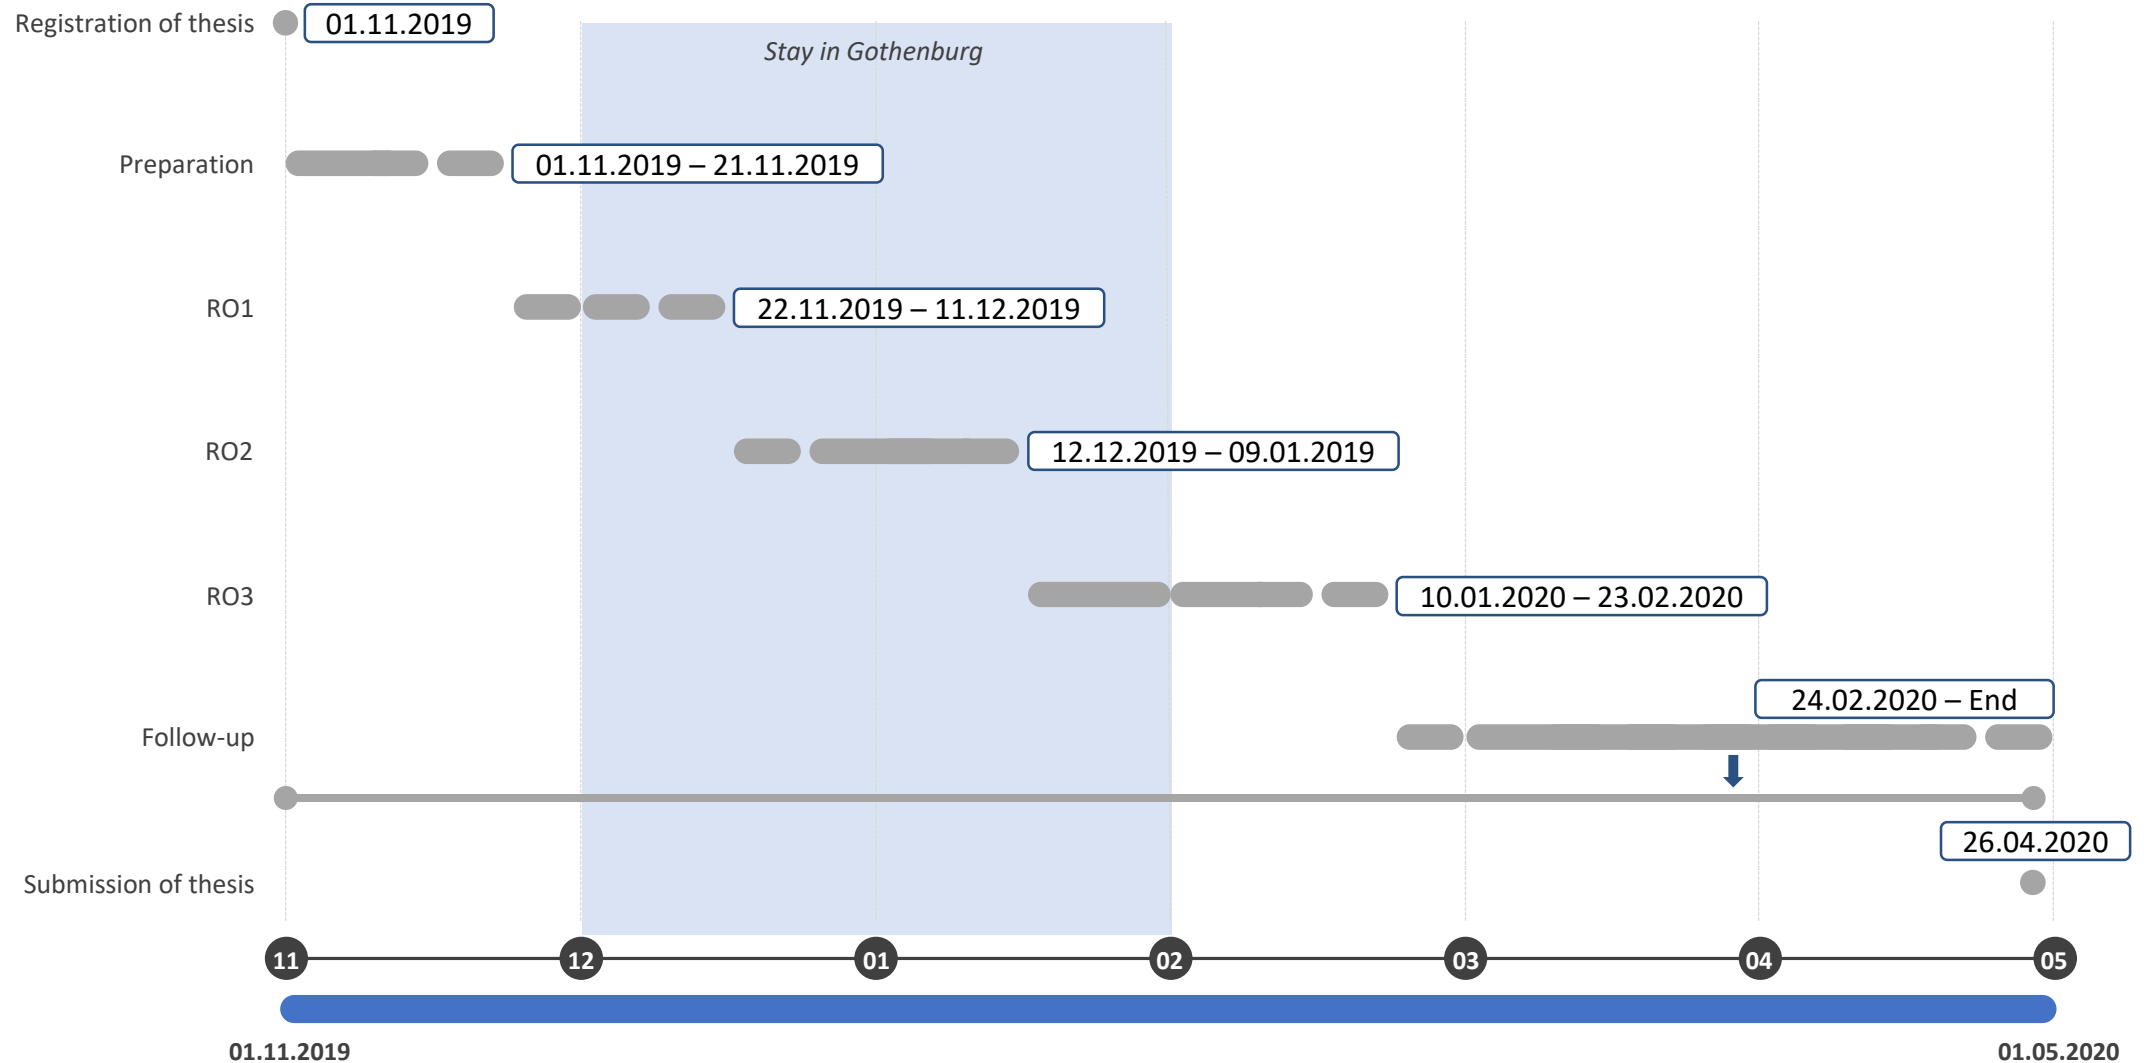 Registration of thesis
01.11.2019
Stay in Gothenburg
Preparation
01.11.2019 – 21.11.2019
RO1
22.11.2019 – 11.12.2019
RO2
12.12.2019 – 09.01.2019
RO3
10.01.2020 – 23.02.2020
24.02.2020 – End
Follow-up
26.04.2020
Submission of thesis
11 12 01 02 03 04 05
01.11.2019 01.05.2020